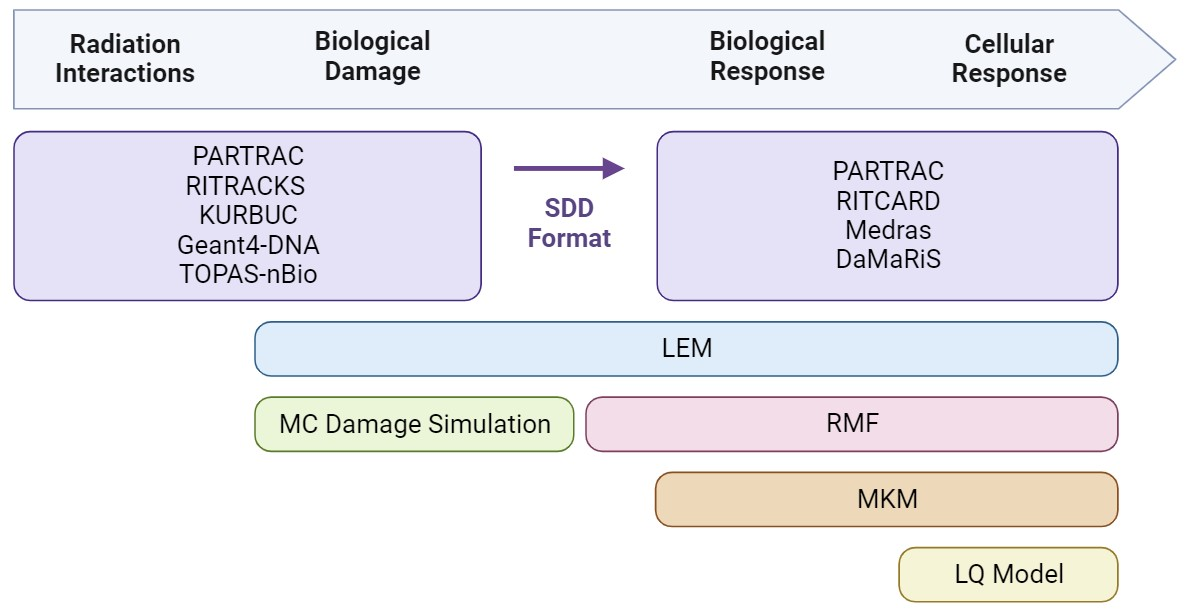 Radiation
Interactions
Biological
Damage
Biological
Response
Cellular
Response
PARTRAC
RITRACKS
KURBUC
Geant4-DNA
TOPAS-nBio
SDD
Format
PARTRAC
RITCARD
Medras
DaMaRiS
LEM
MC Damage Simulation
RMF
MKM
LQ Model